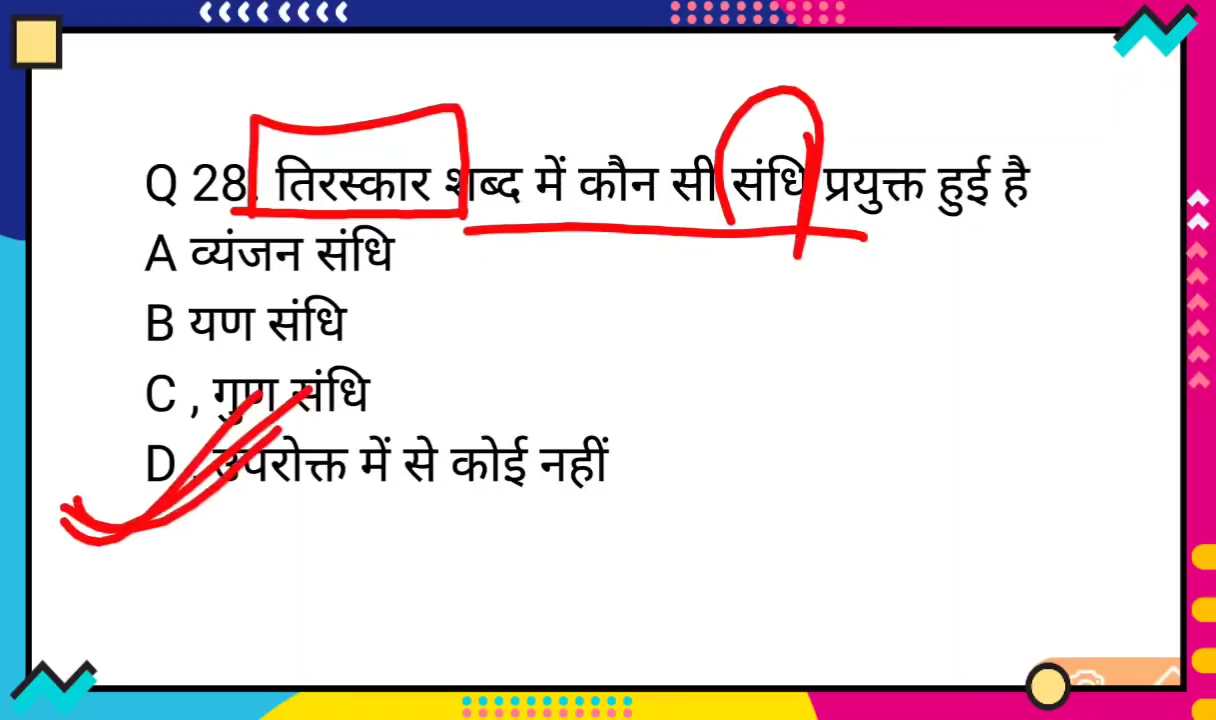 Q 28. तिरस्कार शब्द में कौन सी संधि प्रयुक्त हुई है
A व्यंजन संधि
B यण संधि
C , गुण संधि
D , उपरोक्त में से कोई नहीं